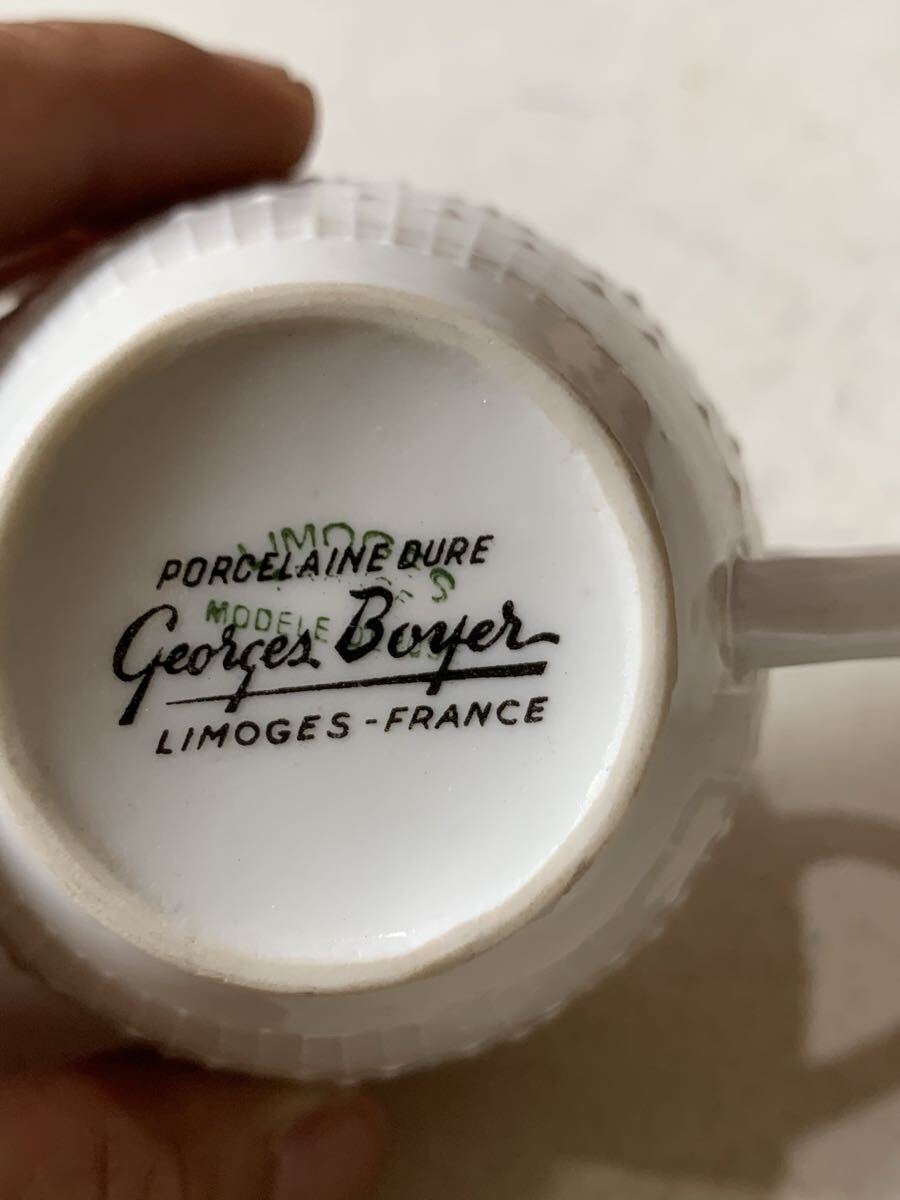 LIMOGES
PORCELAINE DURE
MODELE
Georges Boyer
LIMOGES - FRANCE